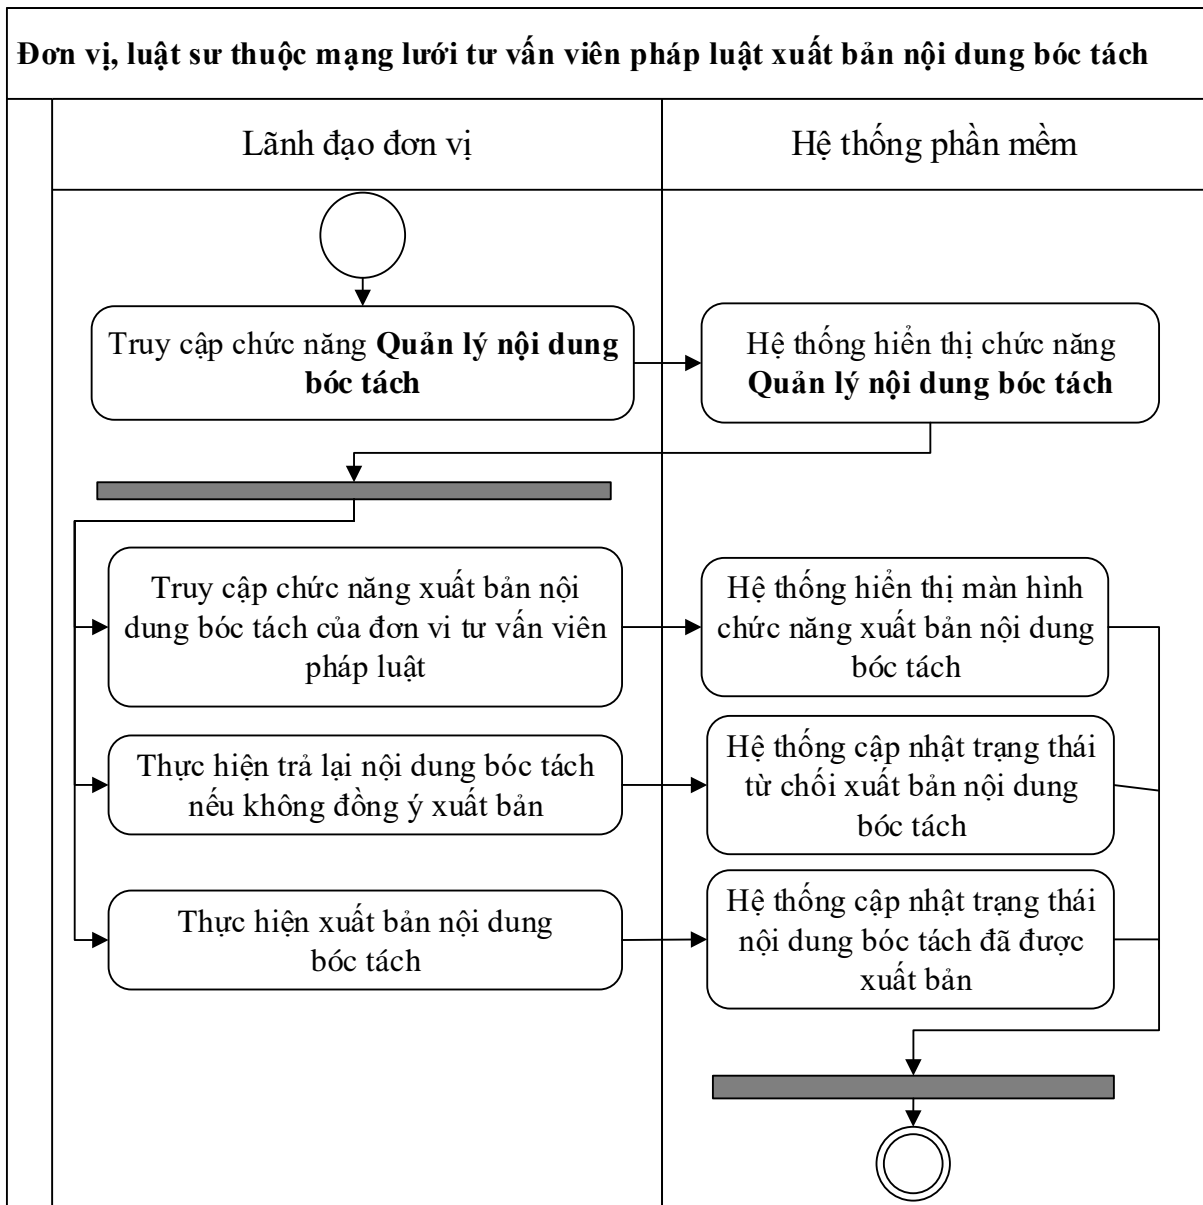 Đơn vị, luật sư thuộc mạng lưới tư vấn viên pháp luật xuất bản nội dung bóc tách
Lãnh đạo đơn vị
Hệ thống phần mềm
Truy cập chức năng Quản lý nội dung
bóc tách
Hệ thống hiển thị chức năng
Quản lý nội dung bóc tách
Truy cập chức năng xuất bản nội
dung bóc tách của đơn vi tư vấn viên
pháp luật
Hệ thống hiển thị màn hình
chức năng xuất bản nội dung
bóc tách
Thực hiện trả lại nội dung bóc tách
nếu không đồng ý xuất bản
Hệ thống cập nhật trạng thái
từ chối xuất bản nội dung
bóc tách
Thực hiện xuất bản nội dung
bóc tách
Hệ thống cập nhật trạng thái
nội dung bóc tách đã được
xuất bản